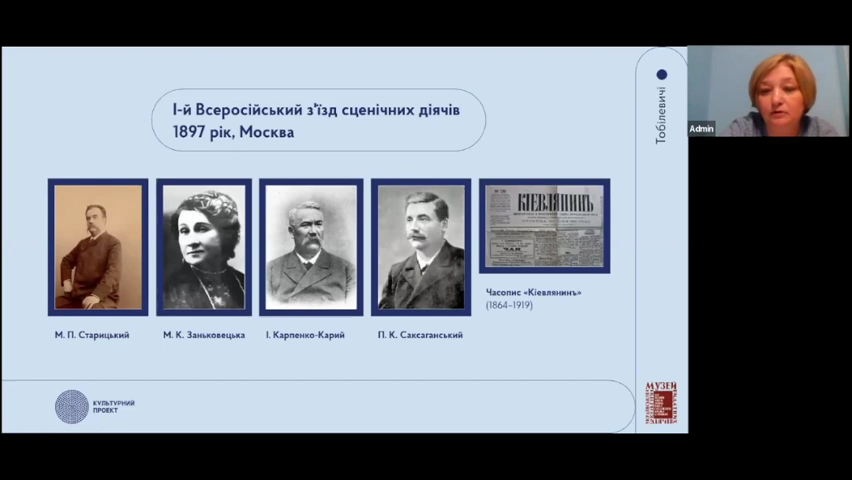 І-й Всеросійський з'їзд сценічних діячів
1897 рік, Москва
Тобілевичі
Admin
КІЕВЛЯНИНЪ
М. П. Старицький
М. К. Заньковецька
І. Карпенко-Карий
П. К. Саксаганський
Часопис «Кіевлянинъ»
(1864–1919)
КУЛЬТУРНИЙ
ПРОЕКТ
МУЗЕЙ